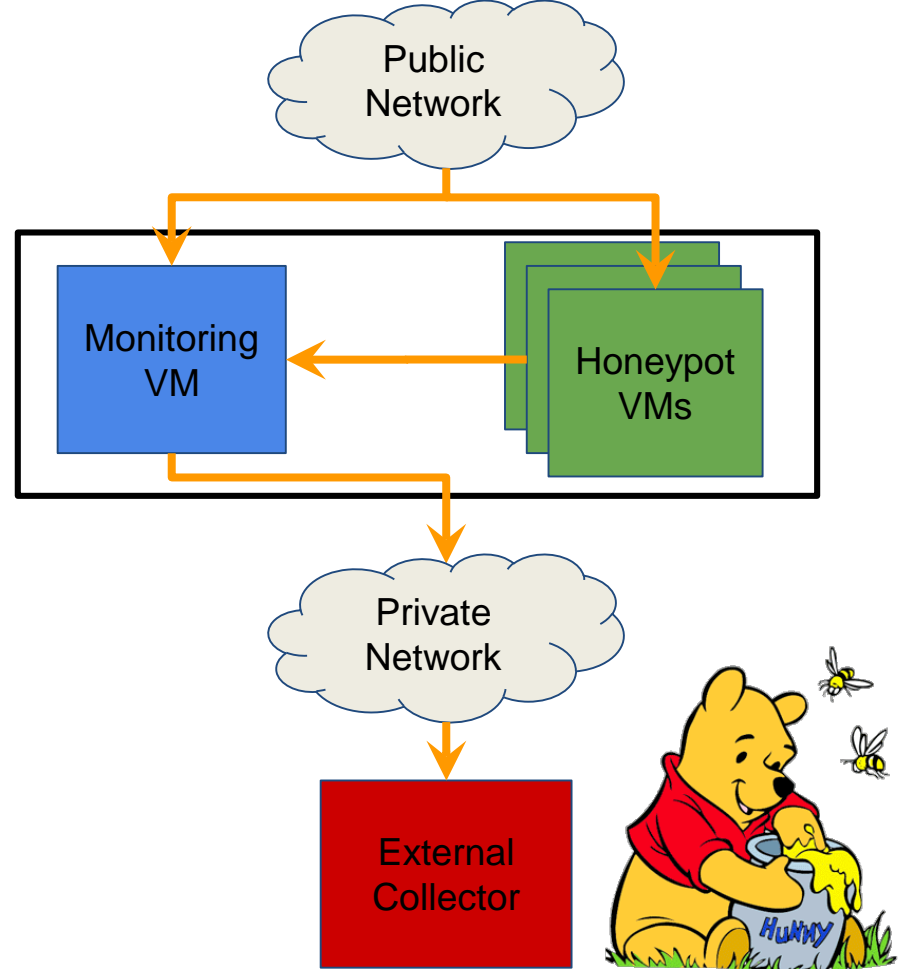 Public
Network
Monitoring
VM
Honeypot
VMs
Private
Network
External
Collector
HUNNY